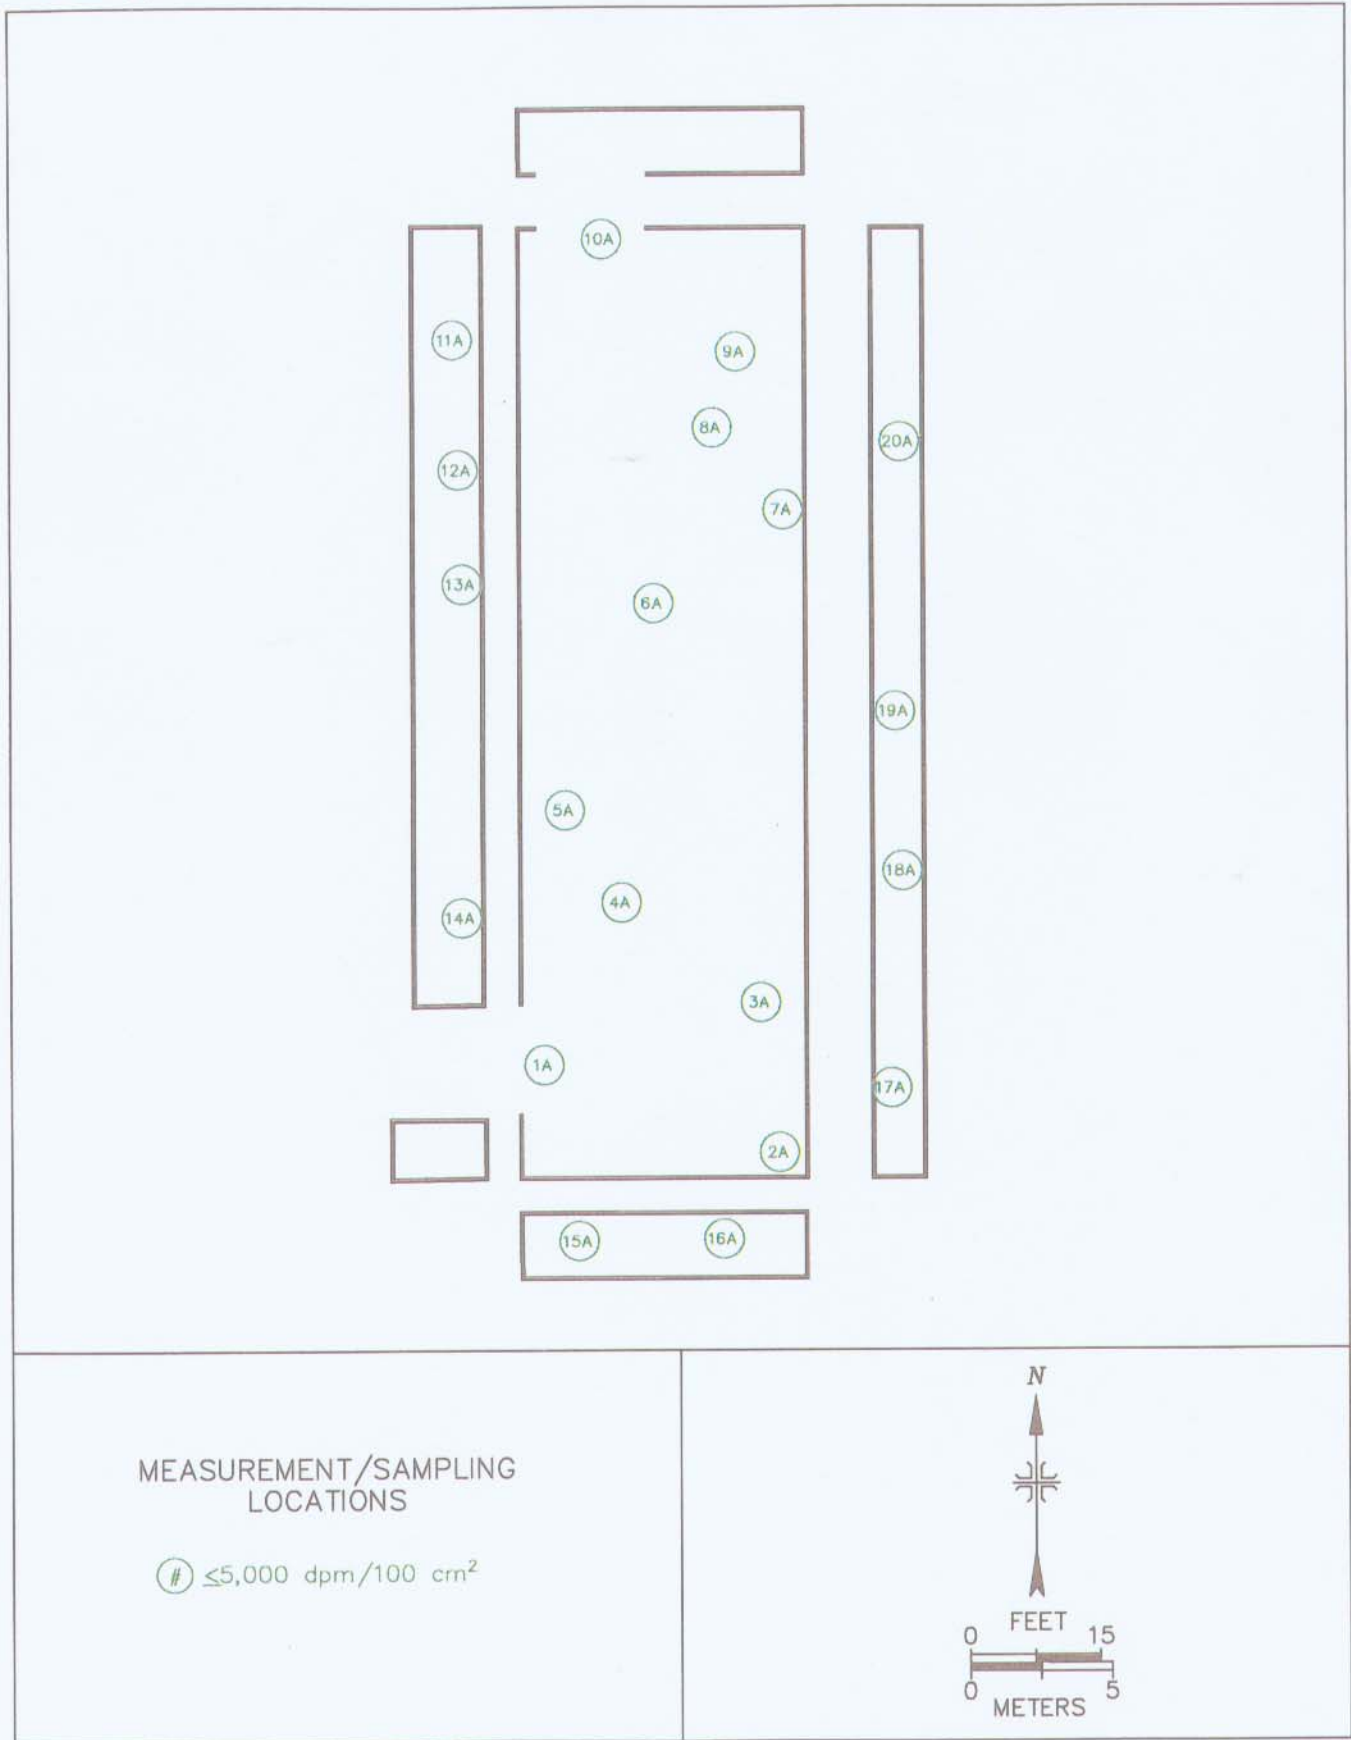 10A
11A
9A
8A
20A
12A
7A
13A
6A
19A
5A
18A
4A
14A
3A
1A
17A
2A
15A
16A
MEASUREMENT/SAMPLING
LOCATIONS
# ≤5,000 dpm/100 cm²
N
FEET
0 15
0 5
METERS